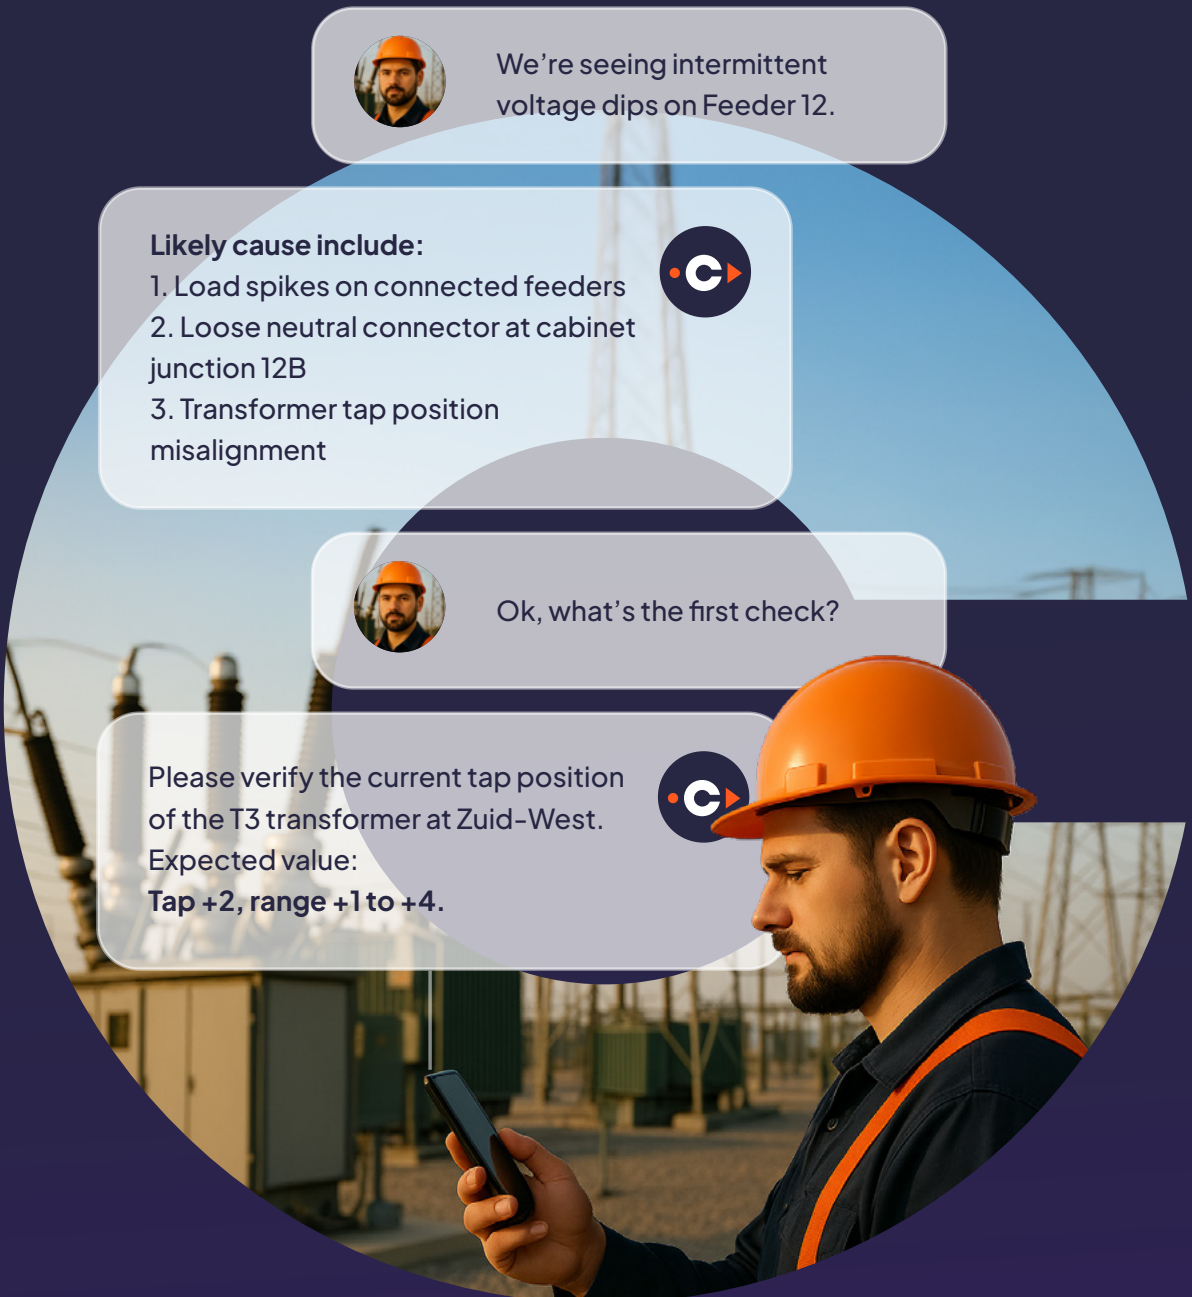 We’re seeing intermittent
voltage dips on Feeder 12.
Likely cause include:
1. Load spikes on connected feeders
2. Loose neutral connector at cabinet
junction 12B
3. Transformer tap position
misalignment
C
Ok, what’s the first check?
Please verify the current tap position
of the T3 transformer at Zuid-West.
Expected value:
Tap +2, range +1 to +4.
C